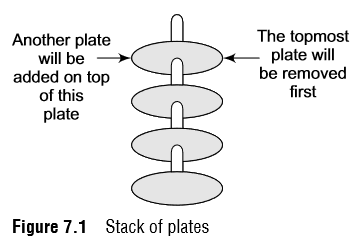 Another plate
will be
added on top
of this
plate
The topmost
plate will
be removed
first
Figure 7.1 Stack of plates